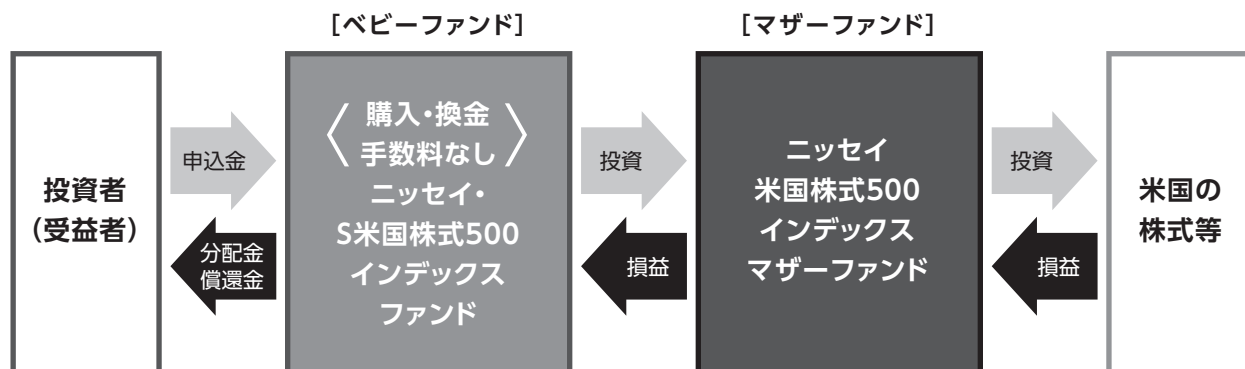 [ベビーファンド]
[マザーファンド]
投資者
(受益者)
申込金
分配金
償還金
〈購入・換金
手数料なし〉
ニッセイ・
S米国株式500
インデックス
ファンド
投資
損益
ニッセイ
米国株式500
インデックス
マザーファンド
投資
損益
米国の
株式等